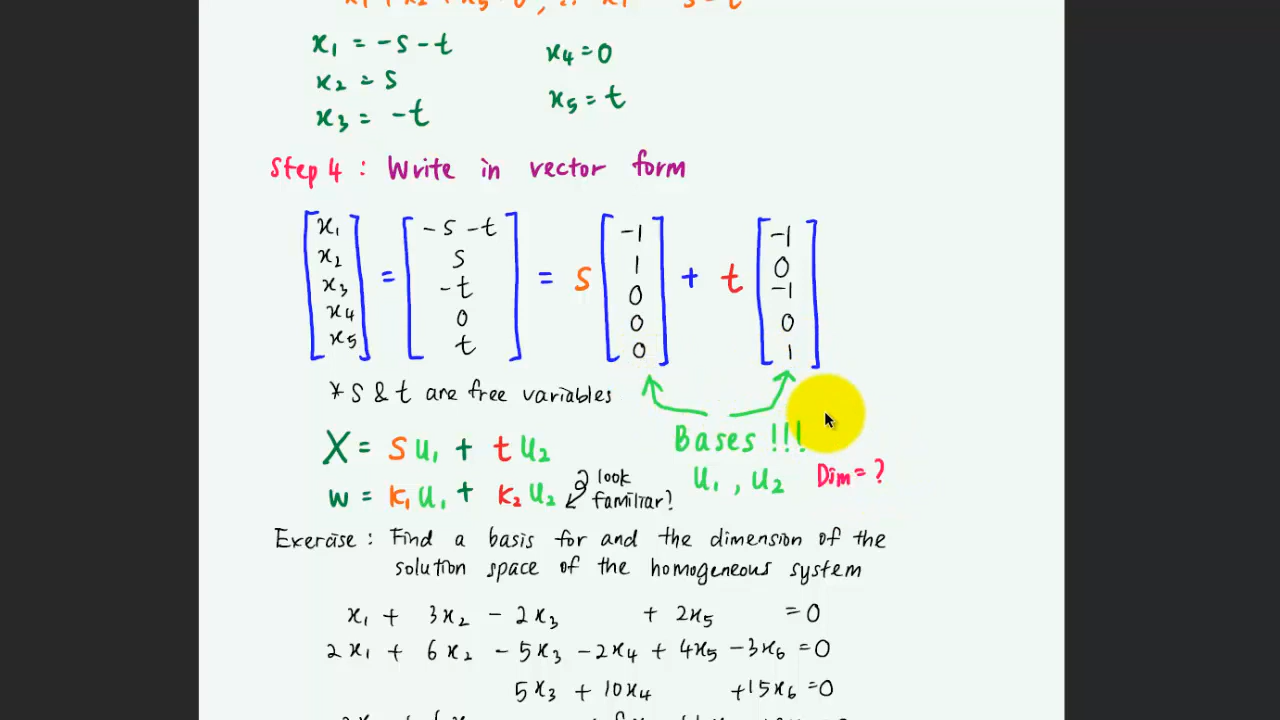 x₁ = -s - t
x₂ = s
x₃ = -t
x₄ = 0
x₅ = t
Step 4 : Write in vector form
[x₁ x₂ x₃ x₄ x₅] = [-s -t s -t 0 t] = s [-1 1 0 0 0] + t [-1 0 -1 0 1]
* s & t are free variables
Bases !!!
u₁ , u₂
Dim = ?
X = s u₁ + t u₂
w = k₁ u₁ + k₂ u₂
look
familiar?
Exercise : Find a basis for and the dimension of the
solution space of the homogeneous system
x₁ + 3x₂ - 2x₃ + 2x₅ = 0
2x₁ + 6x₂ - 5x₃ - 2x₄ + 4x₅ - 3x₆ = 0
5x₃ + 10x₄ + 15x₆ = 0